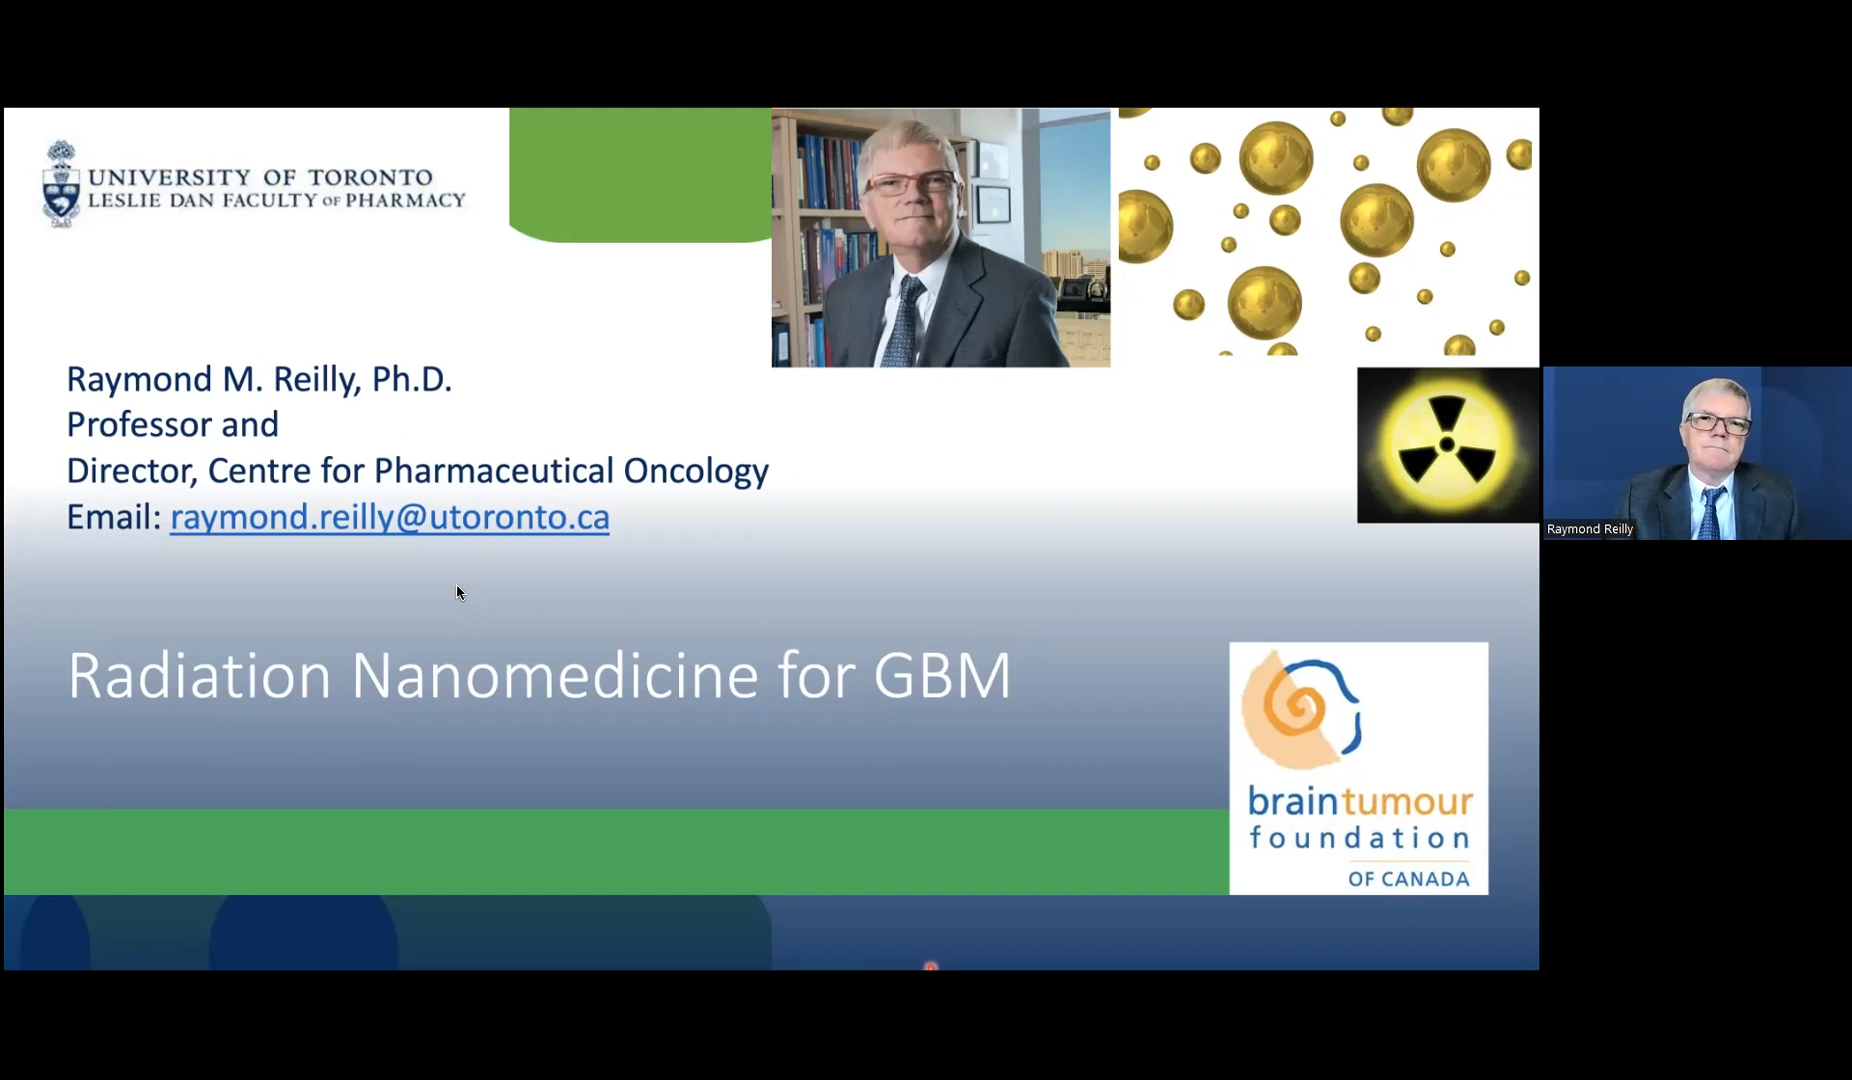 UNIVERSITY OF TORONTO
LESLIE DAN FACULTY OF PHARMACY
Raymond M. Reilly, Ph.D.
Professor and
Director, Centre for Pharmaceutical Oncology
Email: raymond.reilly@utoronto.ca
Raymond Reilly
Radiation Nanomedicine for GBM
braintumour
foundation
OF CANADA